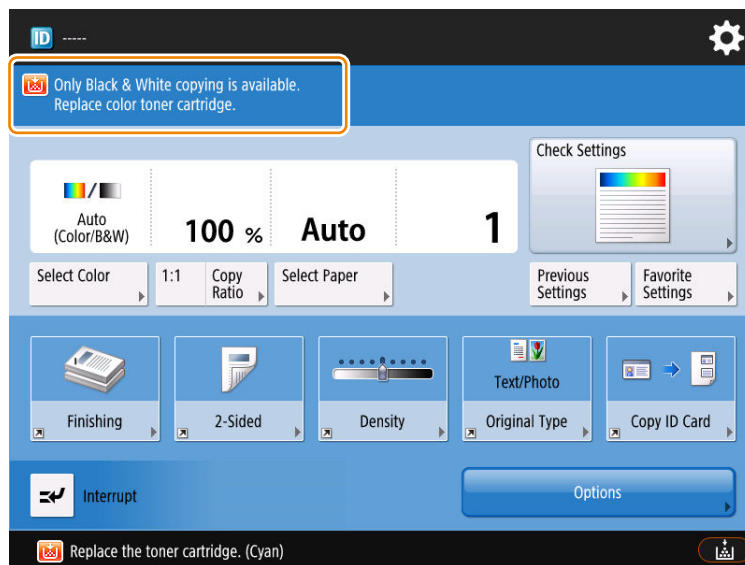 ID -----
Only Black & White copying is available.
Replace color toner cartridge.
Check Settings
Auto
(Color/B&W)
100 %
Auto
1
Select Color
1:1
Copy
Ratio
Select Paper
Previous
Settings
Favorite
Settings
Text/Photo
Finishing
2-Sided
Density
Original Type
Copy ID Card
Interrupt
Options
Replace the toner cartridge. (Cyan)